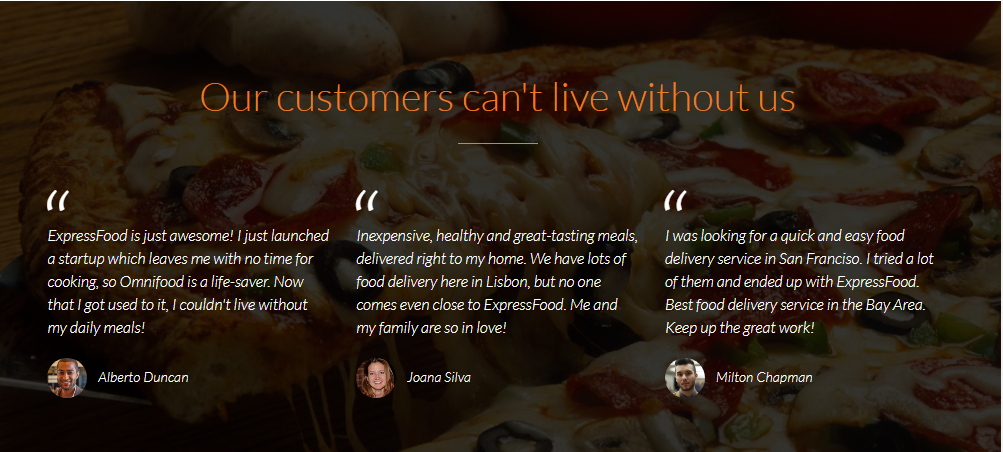 Our customers can't live without us
“
ExpressFood is just awesome! I just launched
a startup which leaves me with no time for
cooking, so Omnifood is a life-saver. Now
that I got used to it, I couldn't live without
my daily meals!
Alberto Duncan
“
Inexpensive, healthy and great-tasting meals,
delivered right to my home. We have lots of
food delivery here in Lisbon, but no one
comes even close to ExpressFood. Me and
my family are so in love!
Joana Silva
“
I was looking for a quick and easy food
delivery service in San Franciso. I tried a lot
of them and ended up with ExpressFood.
Best food delivery service in the Bay Area.
Keep up the great work!
Milton Chapman